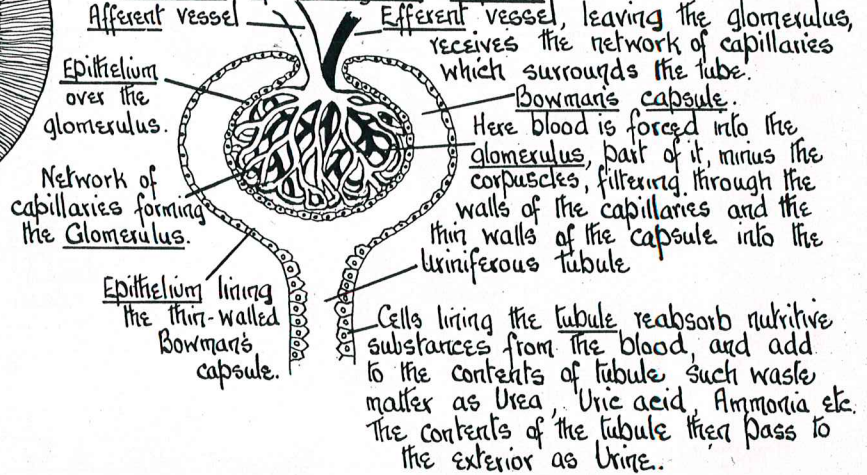 Afferent vessel
Efferent vessel, leaving the glomerulus,
receives the network of capillaries
which surrounds the tube.
Epithelium
over the
glomerulus.
Bowman's capsule.
Here blood is forced into the
glomerulus, part of it, minus the
corpuscles, filtering through the
walls of the capillaries and the
thin walls of the capsule into the
Uriniferous tubule
Network of
capillaries forming
the Glomerulus.
Epithelium lining
the thin-walled
Bowman's
capsule.
Cells lining the tubule reabsorb nutritive
substances from the blood, and add
to the contents of tubule such waste
matter as Urea, Uric acid, Ammonia etc.
The contents of the tubule then pass to
the exterior as Urine.